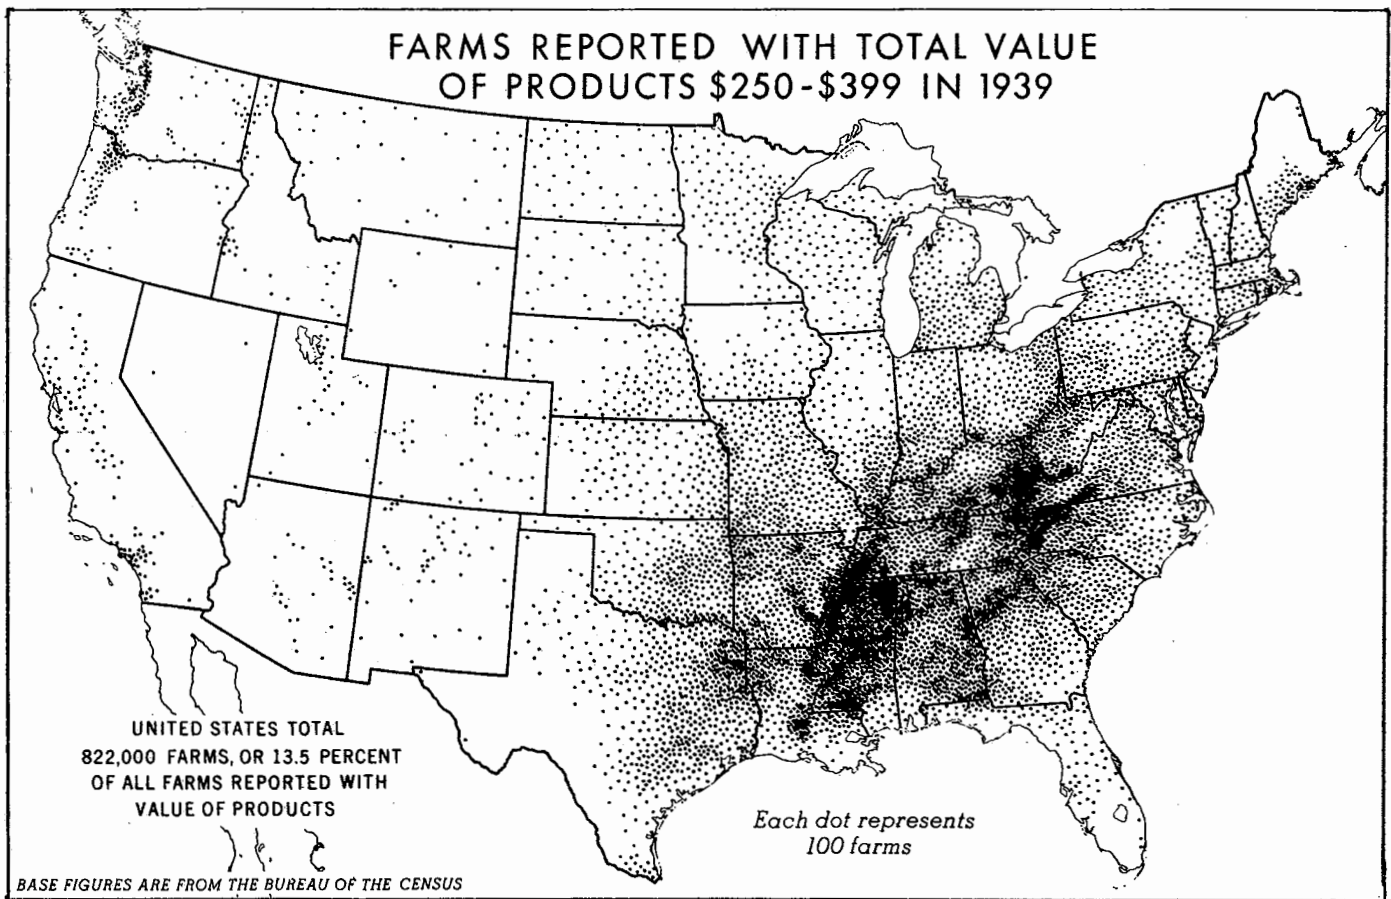 FARMS REPORTED WITH TOTAL VALUE
OF PRODUCTS $250-$399 IN 1939
UNITED STATES TOTAL
822,000 FARMS, OR 13.5 PERCENT
OF ALL FARMS REPORTED WITH
VALUE OF PRODUCTS
Each dot represents
100 farms
BASE FIGURES ARE FROM THE BUREAU OF THE CENSUS